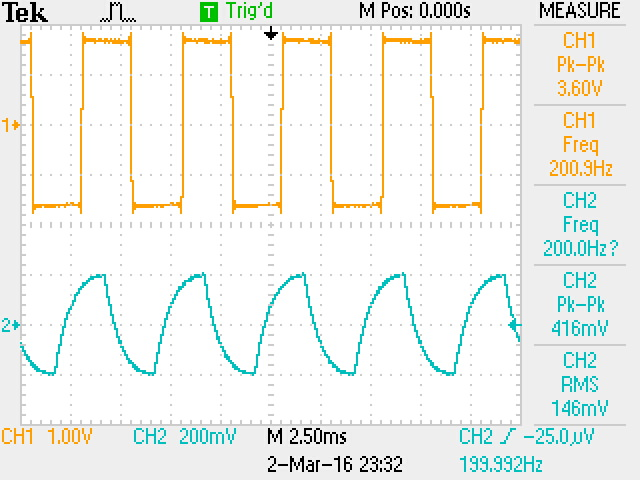 Tek T Trig'd M Pos: 0.000s MEASURE
CH1
Pk-Pk
3.60V
CH1
Freq
200.9Hz
CH2
Freq
200.0Hz?
CH2
Pk-Pk
416mV
CH2
RMS
146mV
1
2
CH1 1.00V CH2 200mV M 2.50ms CH2 -25.0µV
2-Mar-16 23:32 199.992Hz